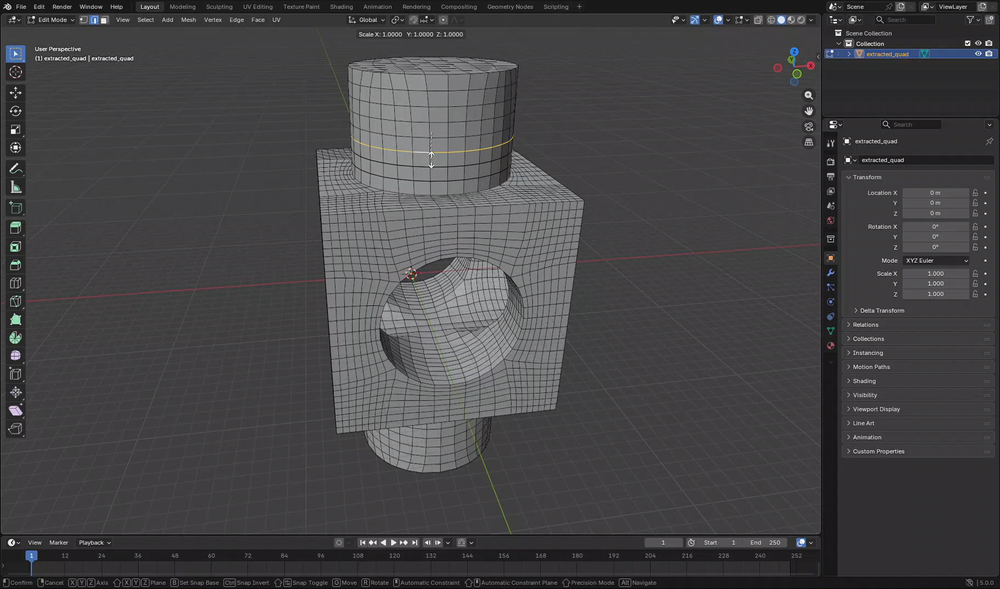 File Edit Render Window Help Layout Modeling Sculpting UV Editing Texture Paint Shading Animation Rendering Compositing Geometry Nodes Scripting + Scene ViewLayer
Edit Mode View Select Add Mesh Vertex Edge Face UV Global Search
Scale X: 1.0000 Y: 1.0000 Z: 1.0000
User Perspective
(1) extracted_quad | extracted_quad
Z
Y
X
Scene Collection
Collection
extracted_quad
Search
extracted_quad
extracted_quad
Transform
Location X 0 m
Y 0 m
Z 0 m
Rotation X 0°
Y 0°
Z 0°
Mode XYZ Euler
Scale X 1.000
Y 1.000
Z 1.000
Delta Transform
Relations
Collections
Instancing
Motion Paths
Shading
Visibility
Viewport Display
Line Art
Animation
Custom Properties
View Marker Playback 1 Start 1 End 250
1 12 24 36 48 60 72 84 96 108 120 132 144 156 168 180 192 204 216 228 240 252
Confirm Cancel X Y Z Axis X Y Z Plane B Set Snap Base Ctrl Snap Invert Snap Toggle G Move R Rotate Automatic Constraint Automatic Constraint Plane Precision Mode Alt Navigate 5.0.0